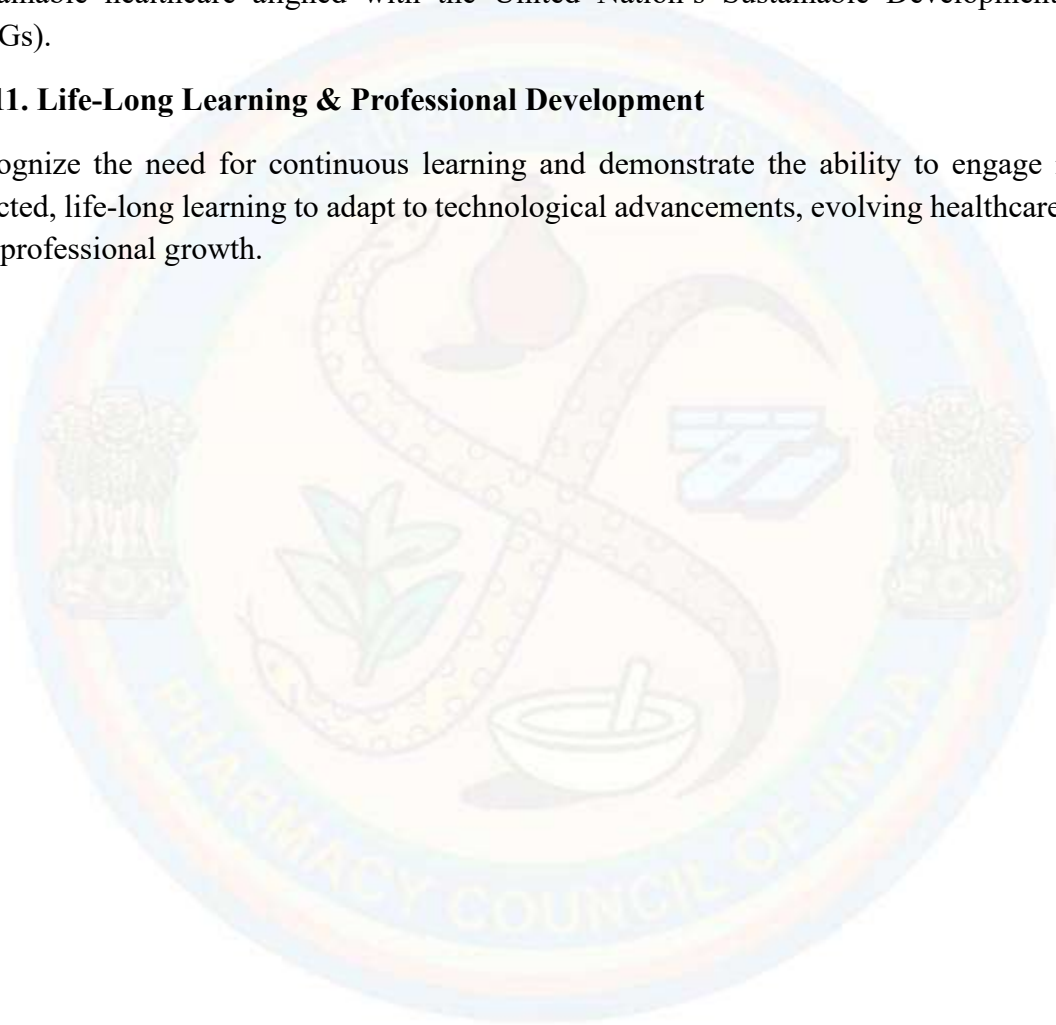 ainable healthcare aligned with the United Nation's Sustainable Development
Gs).
11. Life-Long Learning & Professional Development
ognize the need for continuous learning and demonstrate the ability to engage
cted, life-long learning to adapt to technological advancements, evolving healthcare
professional growth.
PHARMACY COUNCIL OF INDIA